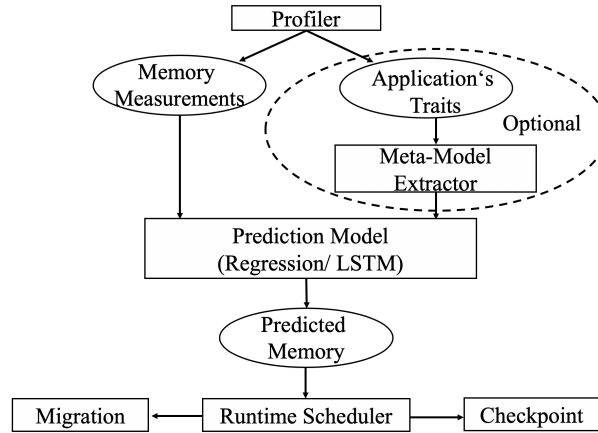 Profiler
Memory
Measurements
Application‘s
Traits
Optional
Meta-Model
Extractor
Prediction Model
(Regression/ LSTM)
Predicted
Memory
Migration
Runtime Scheduler
Checkpoint